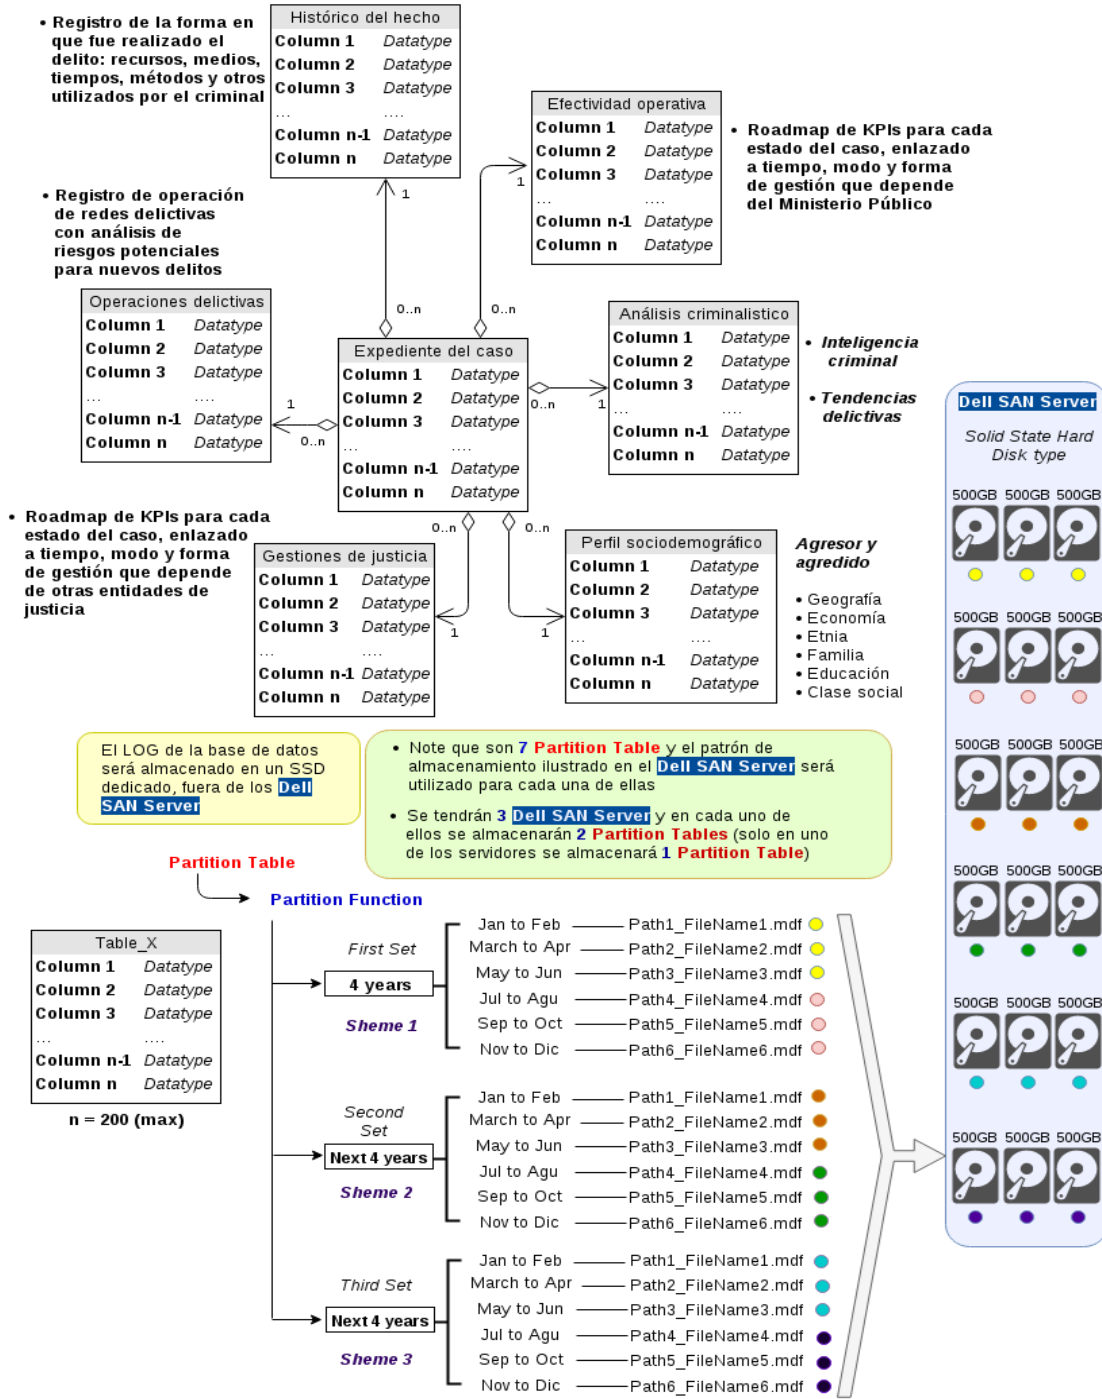 • Registro de la forma en
que fue realizado el
delito: recursos, medios,
tiempos, métodos y otros
utilizados por el criminal
Histórico del hecho
Column 1 Datatype
Column 2 Datatype
Column 3 Datatype
... ....
Column n-1 Datatype
Column n Datatype
1
0..n
Efectividad operativa
Column 1 Datatype
Column 2 Datatype
Column 3 Datatype
... ....
Column n-1 Datatype
Column n Datatype
1
0..n
• Roadmap de KPIs para cada
estado del caso, enlazado
a tiempo, modo y forma
de gestión que depende
del Ministerio Público
• Registro de operación
de redes delictivas
con análisis de
riesgos potenciales
para nuevos delitos
Operaciones delictivas
Column 1 Datatype
Column 2 Datatype
Column 3 Datatype
... ....
Column n-1 Datatype
Column n Datatype
1
0..n
Expediente del caso
Column 1 Datatype
Column 2 Datatype
Column 3 Datatype
... ....
Column n-1 Datatype
Column n Datatype
Análisis criminalistico
Column 1 Datatype
Column 2 Datatype
Column 3 Datatype
... ....
Column n-1 Datatype
Column n Datatype
0..n
1
• Inteligencia
criminal
• Tendencias
delictivas
• Roadmap de KPIs para cada
estado del caso, enlazado
a tiempo, modo y forma
de gestión que depende
de otras entidades de
justicia
Gestiones de justicia
Column 1 Datatype
Column 2 Datatype
Column 3 Datatype
... ....
Column n-1 Datatype
Column n Datatype
0..n
1
Perfil sociodemográfico
Column 1 Datatype
Column 2 Datatype
Column 3 Datatype
... ....
Column n-1 Datatype
Column n Datatype
0..n
1
Agresor y
agredido
• Geografía
• Economía
• Etnia
• Familia
• Educación
• Clase social
Dell SAN Server
Solid State Hard
Disk type
500GB 500GB 500GB
500GB 500GB 500GB
500GB 500GB 500GB
500GB 500GB 500GB
500GB 500GB 500GB
500GB 500GB 500GB
El LOG de la base de datos
será almacenado en un SSD
dedicado, fuera de los Dell
SAN Server
• Note que son 7 Partition Table y el patrón de
almacenamiento ilustrado en el Dell SAN Server será
utilizado para cada una de ellas
• Se tendrán 3 Dell SAN Server y en cada uno de
ellos se almacenarán 2 Partition Tables (solo en uno
de los servidores se almacenará 1 Partition Table)
Partition Table
Partition Function
Table_X
Column 1 Datatype
Column 2 Datatype
Column 3 Datatype
... ....
Column n-1 Datatype
Column n Datatype
n = 200 (max)
First Set
4 years
Sheme 1
Jan to Feb Path1_FileName1.mdf
March to Apr Path2_FileName2.mdf
May to Jun Path3_FileName3.mdf
Jul to Agu Path4_FileName4.mdf
Sep to Oct Path5_FileName5.mdf
Nov to Dic Path6_FileName6.mdf
Second
Set
Next 4 years
Sheme 2
Jan to Feb Path1_FileName1.mdf
March to Apr Path2_FileName2.mdf
May to Jun Path3_FileName3.mdf
Jul to Agu Path4_FileName4.mdf
Sep to Oct Path5_FileName5.mdf
Nov to Dic Path6_FileName6.mdf
Third Set
Next 4 years
Sheme 3
Jan to Feb Path1_FileName1.mdf
March to Apr Path2_FileName2.mdf
May to Jun Path3_FileName3.mdf
Jul to Agu Path4_FileName4.mdf
Sep to Oct Path5_FileName5.mdf
Nov to Dic Path6_FileName6.mdf